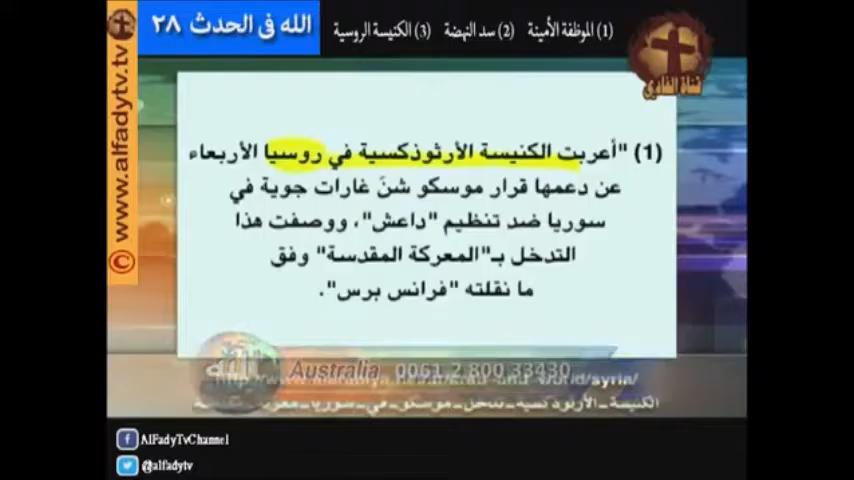 الله فى الحدث ٢٨
(1) الموظفة الأمينة (2) سد النهضة (3) الكنيسة الروسية
قناة الفادي
© www.alfadytv.tv
(1) "أعربت الكنيسة الأرثوذكسية في روسيا الأربعاء
عن دعمها قرار موسكو شنَ غارات جوية في
سوريا ضد تنظيم "داعش"، ووصفت هذا
التدخل بـ"المعركة المقدسة" وفق
ما نقلته "فرانس برس".
Australia 0061 2 800 33430
/syria/
الكنيسة_الأرثوذكسية_تدخل_موسكو_في_سوريا
AlFadyTvChannel
@alfadytv